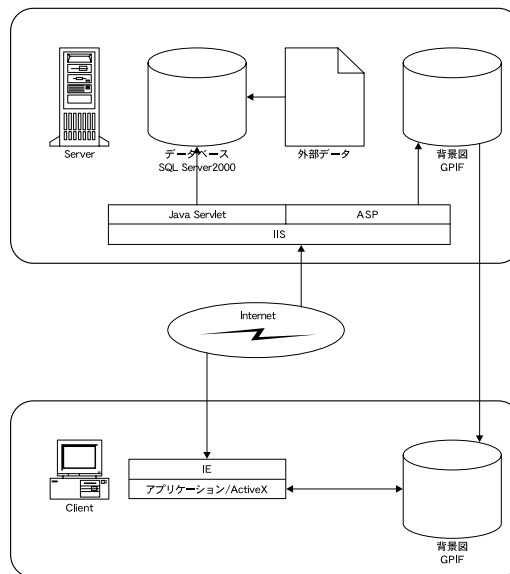 Server
データベース
SQL Server2000
外部データ
背景図
GPIF
Java Servlet
ASP
IIS
Internet
IE
アプリケーション/ActiveX
Client
背景図
GPIF